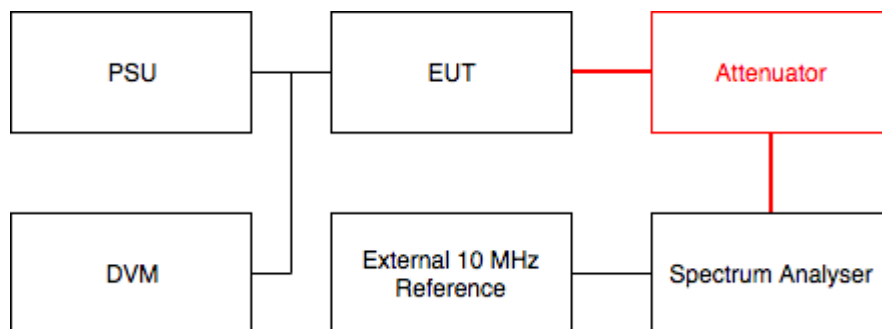 PSU
EUT
Attenuator
DVM
External 10 MHz
Reference
Spectrum Analyser